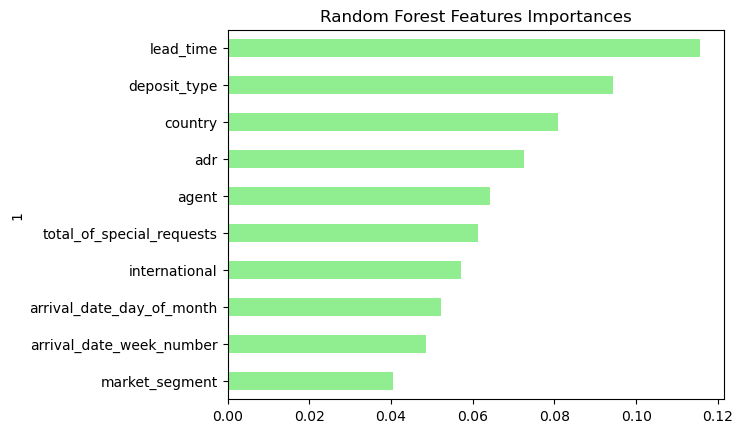 Random Forest Features Importances
lead_time
deposit_type
country
adr
agent
total_of_special_requests
international
arrival_date_day_of_month
arrival_date_week_number
market_segment
1
0.00 0.02 0.04 0.06 0.08 0.10 0.12